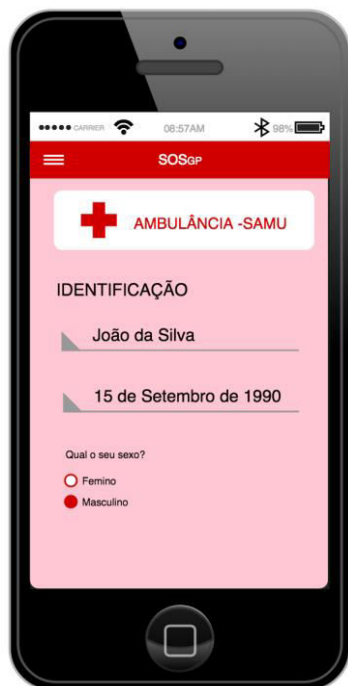 CARRIER 08:57AM 98%
SOSGP
AMBULÂNCIA -SAMU
IDENTIFICAÇÃO
João da Silva
15 de Setembro de 1990
Qual o seu sexo?
Femino
Masculino